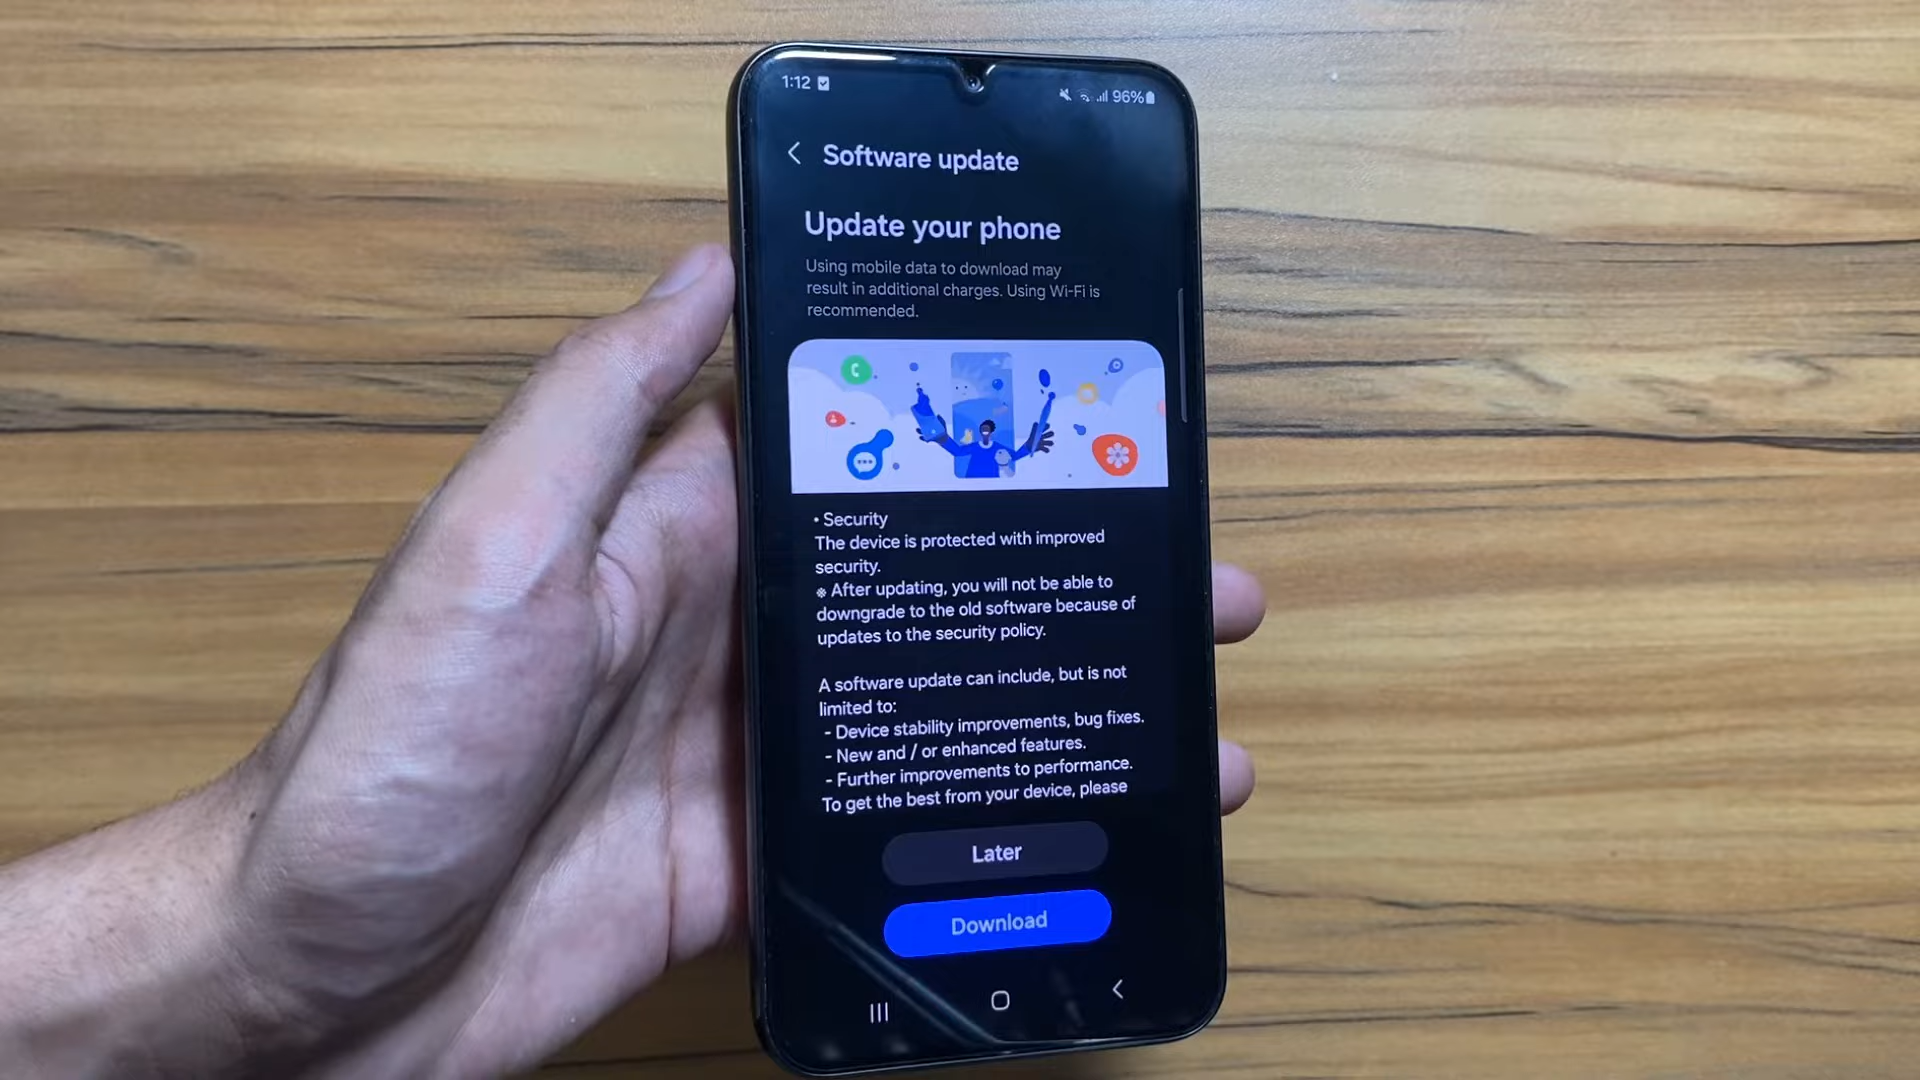 1:12
96%
Software update
Update your phone
Using mobile data to download may
result in additional charges. Using Wi-Fi is
recommended.
• Security
The device is protected with improved
security.
※ After updating, you will not be able to
downgrade to the old software because of
updates to the security policy.
A software update can include, but is not
limited to:
- Device stability improvements, bug fixes.
- New and / or enhanced features.
- Further improvements to performance.
To get the best from your device, please
Later
Download